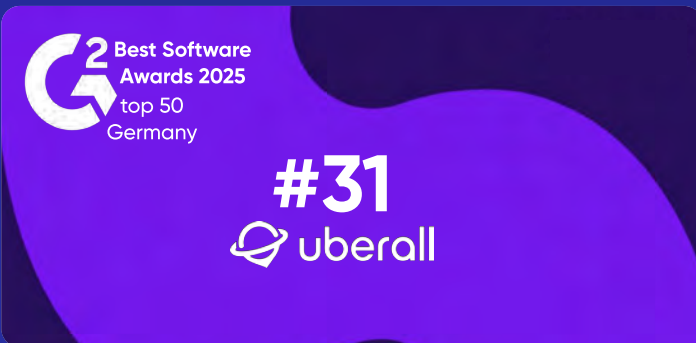 G2 Best Software
Awards 2025
top 50
Germany
#31
uberall